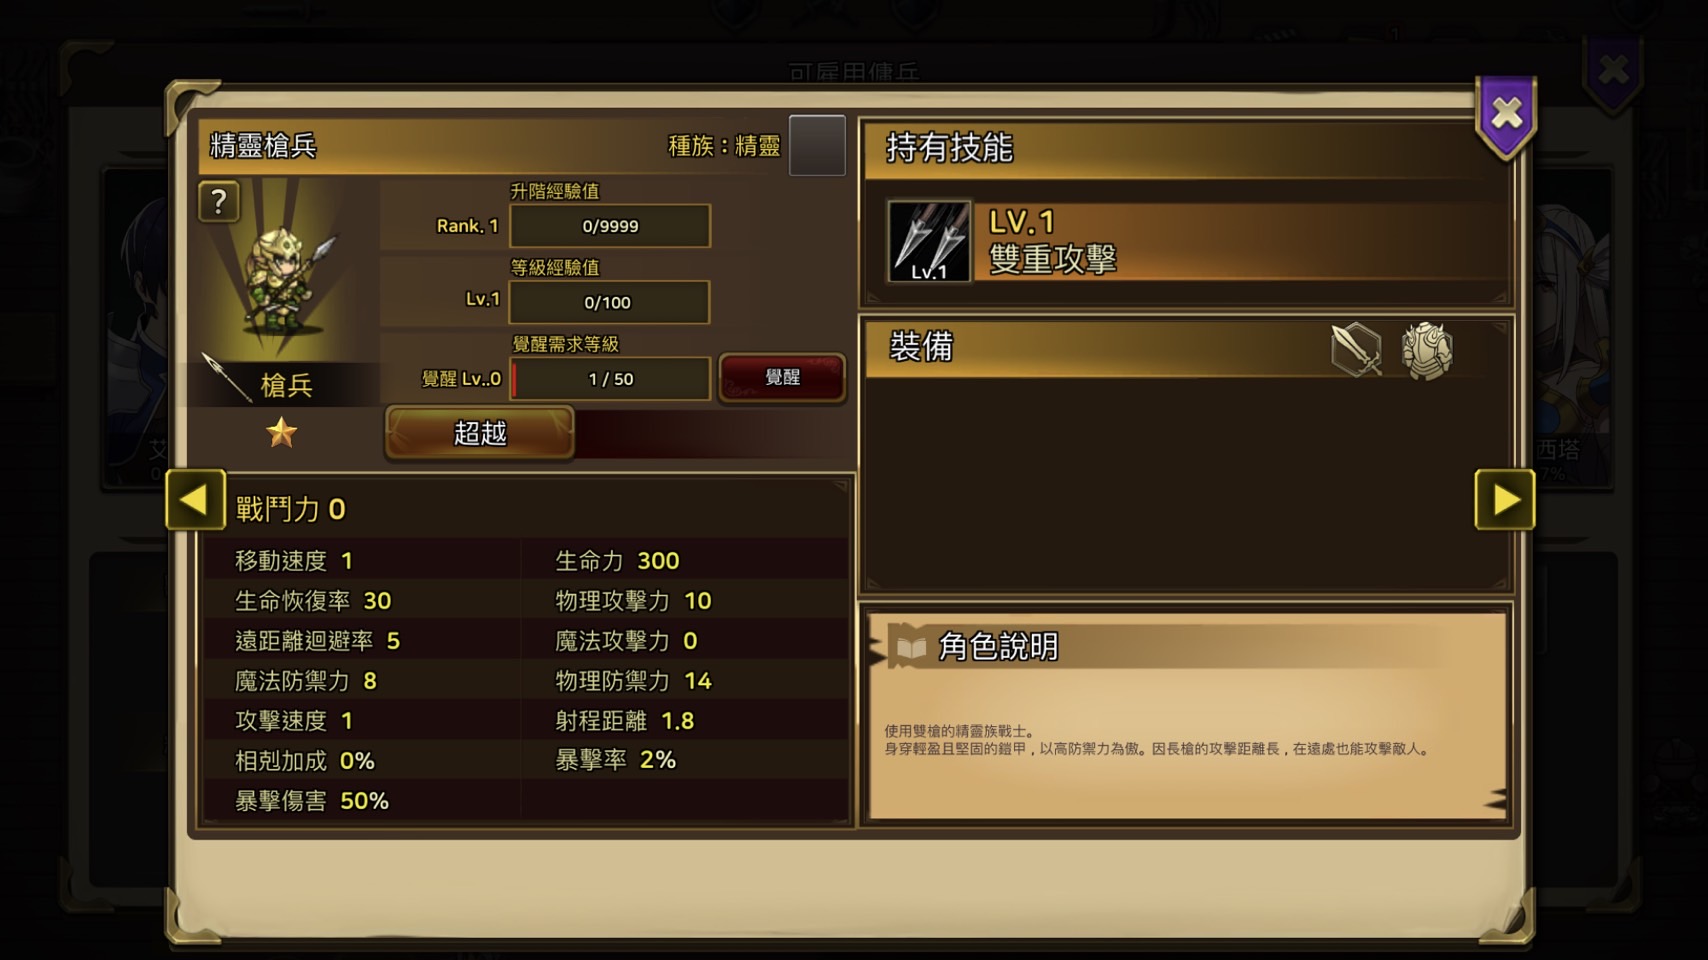 可雇用傭兵
精靈槍兵
種族：精靈
?
升階經驗值
Rank. 1
0/9999
等級經驗值
Lv.1
0/100
覺醒需求等級
覺醒 Lv..0
1 / 50
覺醒
槍兵
超越
戰鬥力 0
移動速度 1
生命力 300
生命恢復率 30
物理攻擊力 10
遠距離迴避率 5
魔法攻擊力 0
魔法防禦力 8
物理防禦力 14
攻擊速度 1
射程距離 1.8
相剋加成 0%
暴擊率 2%
暴擊傷害 50%
持有技能
Lv.1
LV.1
雙重攻擊
裝備
角色說明
使用雙槍的精靈族戰士。
身穿輕盈且堅固的鎧甲，以高防禦力為傲。因長槍的攻擊距離長，在遠處也能攻擊敵人。
西塔
7%